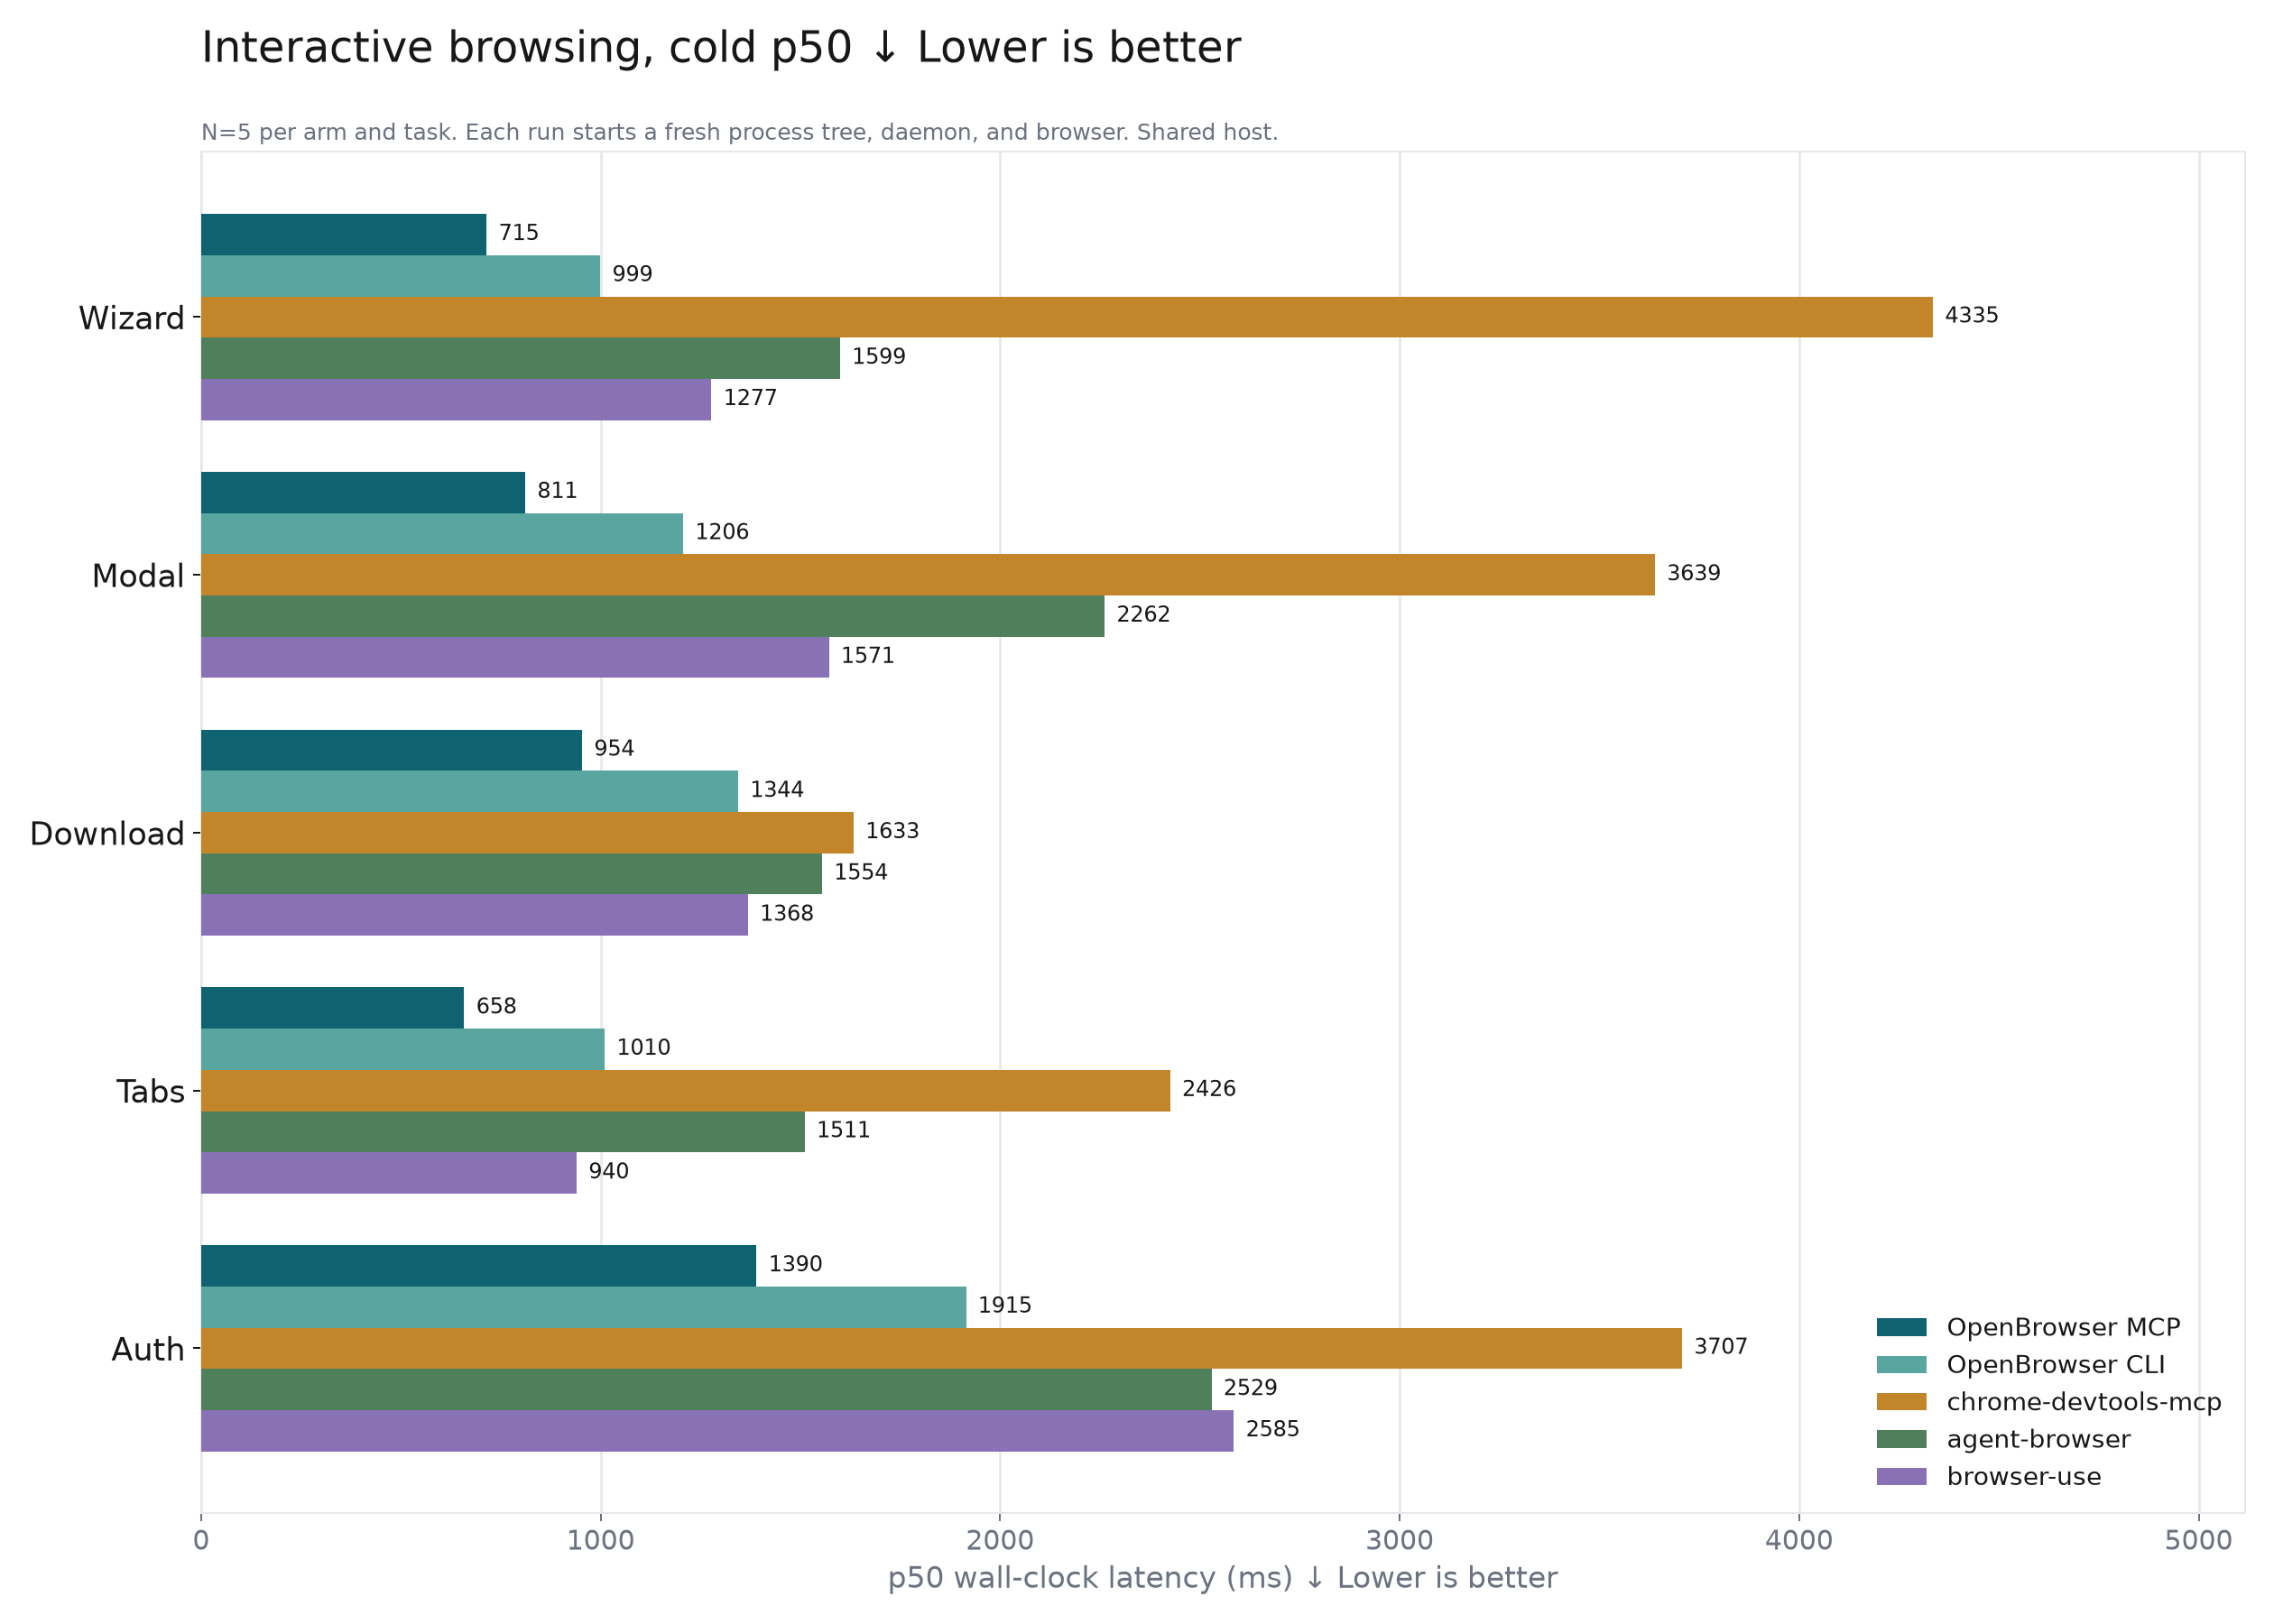 Interactive browsing, cold p50 ↓ Lower is better
N=5 per arm and task. Each run starts a fresh process tree, daemon, and browser. Shared host.
715
999
Wizard
4335
1599
1277
811
1206
Modal
3639
2262
1571
954
1344
Download
1633
1554
1368
658
1010
Tabs
2426
1511
940
1390
1915
Auth
3707
2529
2585
OpenBrowser MCP
OpenBrowser CLI
chrome-devtools-mcp
agent-browser
browser-use
0 1000 2000 3000 4000 5000
p50 wall-clock latency (ms) ↓ Lower is better